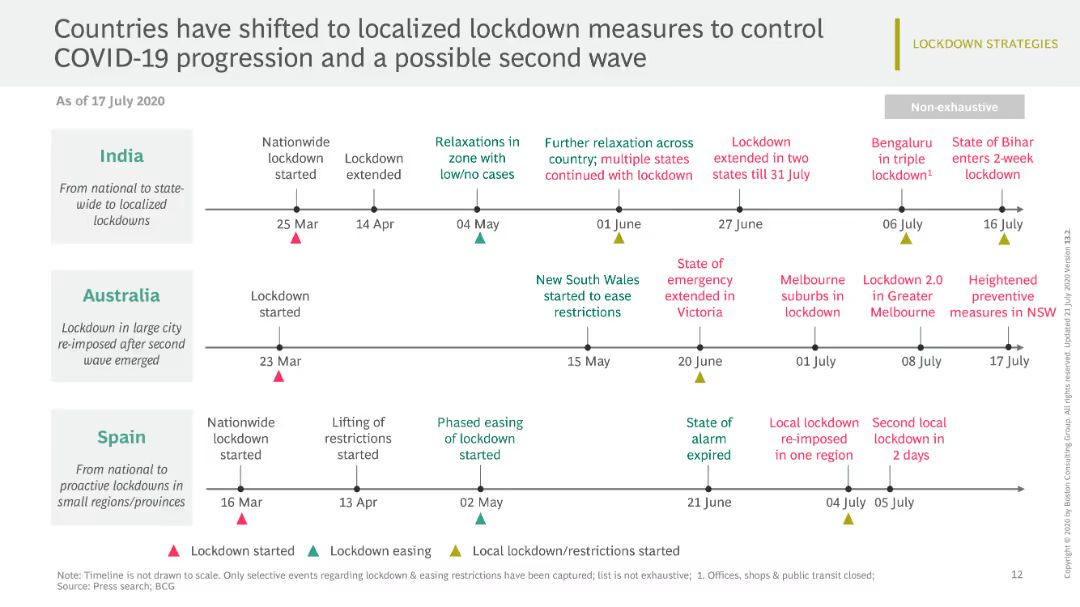 Countries have shifted to localized lockdown measures to control
COVID-19 progression and a possible second wave
LOCKDOWN STRATEGIES
As of 17 July 2020
Non-exhaustive
India
From national to state-
wide to localized
lockdowns
Nationwide
lockdown
started
25 Mar
Lockdown
extended
14 Apr
Relaxations in
zone with
low/no cases
04 May
Further relaxation across
country; multiple states
continued with lockdown
01 June
Lockdown
extended in two
states till 31 July
27 June
Bengaluru
in triple
lockdown¹
06 July
State of Bihar
enters 2-week
lockdown
16 July
Australia
Lockdown in large city
re-imposed after second
wave emerged
Lockdown
started
23 Mar
New South Wales
started to ease
restrictions
15 May
State of
emergency
extended in
Victoria
20 June
Melbourne
suburbs in
lockdown
01 July
Lockdown 2.0
in Greater
Melbourne
08 July
Heightened
preventive
measures in NSW
17 July
Spain
From national to
proactive lockdowns in
small regions/provinces
Nationwide
lockdown
started
16 Mar
Lifting of
restrictions
started
13 Apr
Phased easing
of lockdown
started
02 May
State of
alarm
expired
21 June
Local lockdown
re-imposed
in one region
04 July
Second local
lockdown in
2 days
05 July
Lockdown started
Lockdown easing
Local lockdown/restrictions started
Note: Timeline is not drawn to scale. Only selective events regarding lockdown & easing restrictions have been captured; list is not exhaustive; 1. Offices, shops & public transit closed;
Source: Press search; BCG
12
Copyright © 2020 by Boston Consulting Group. All rights reserved. Updated 21 July 2020 Version 13.2.